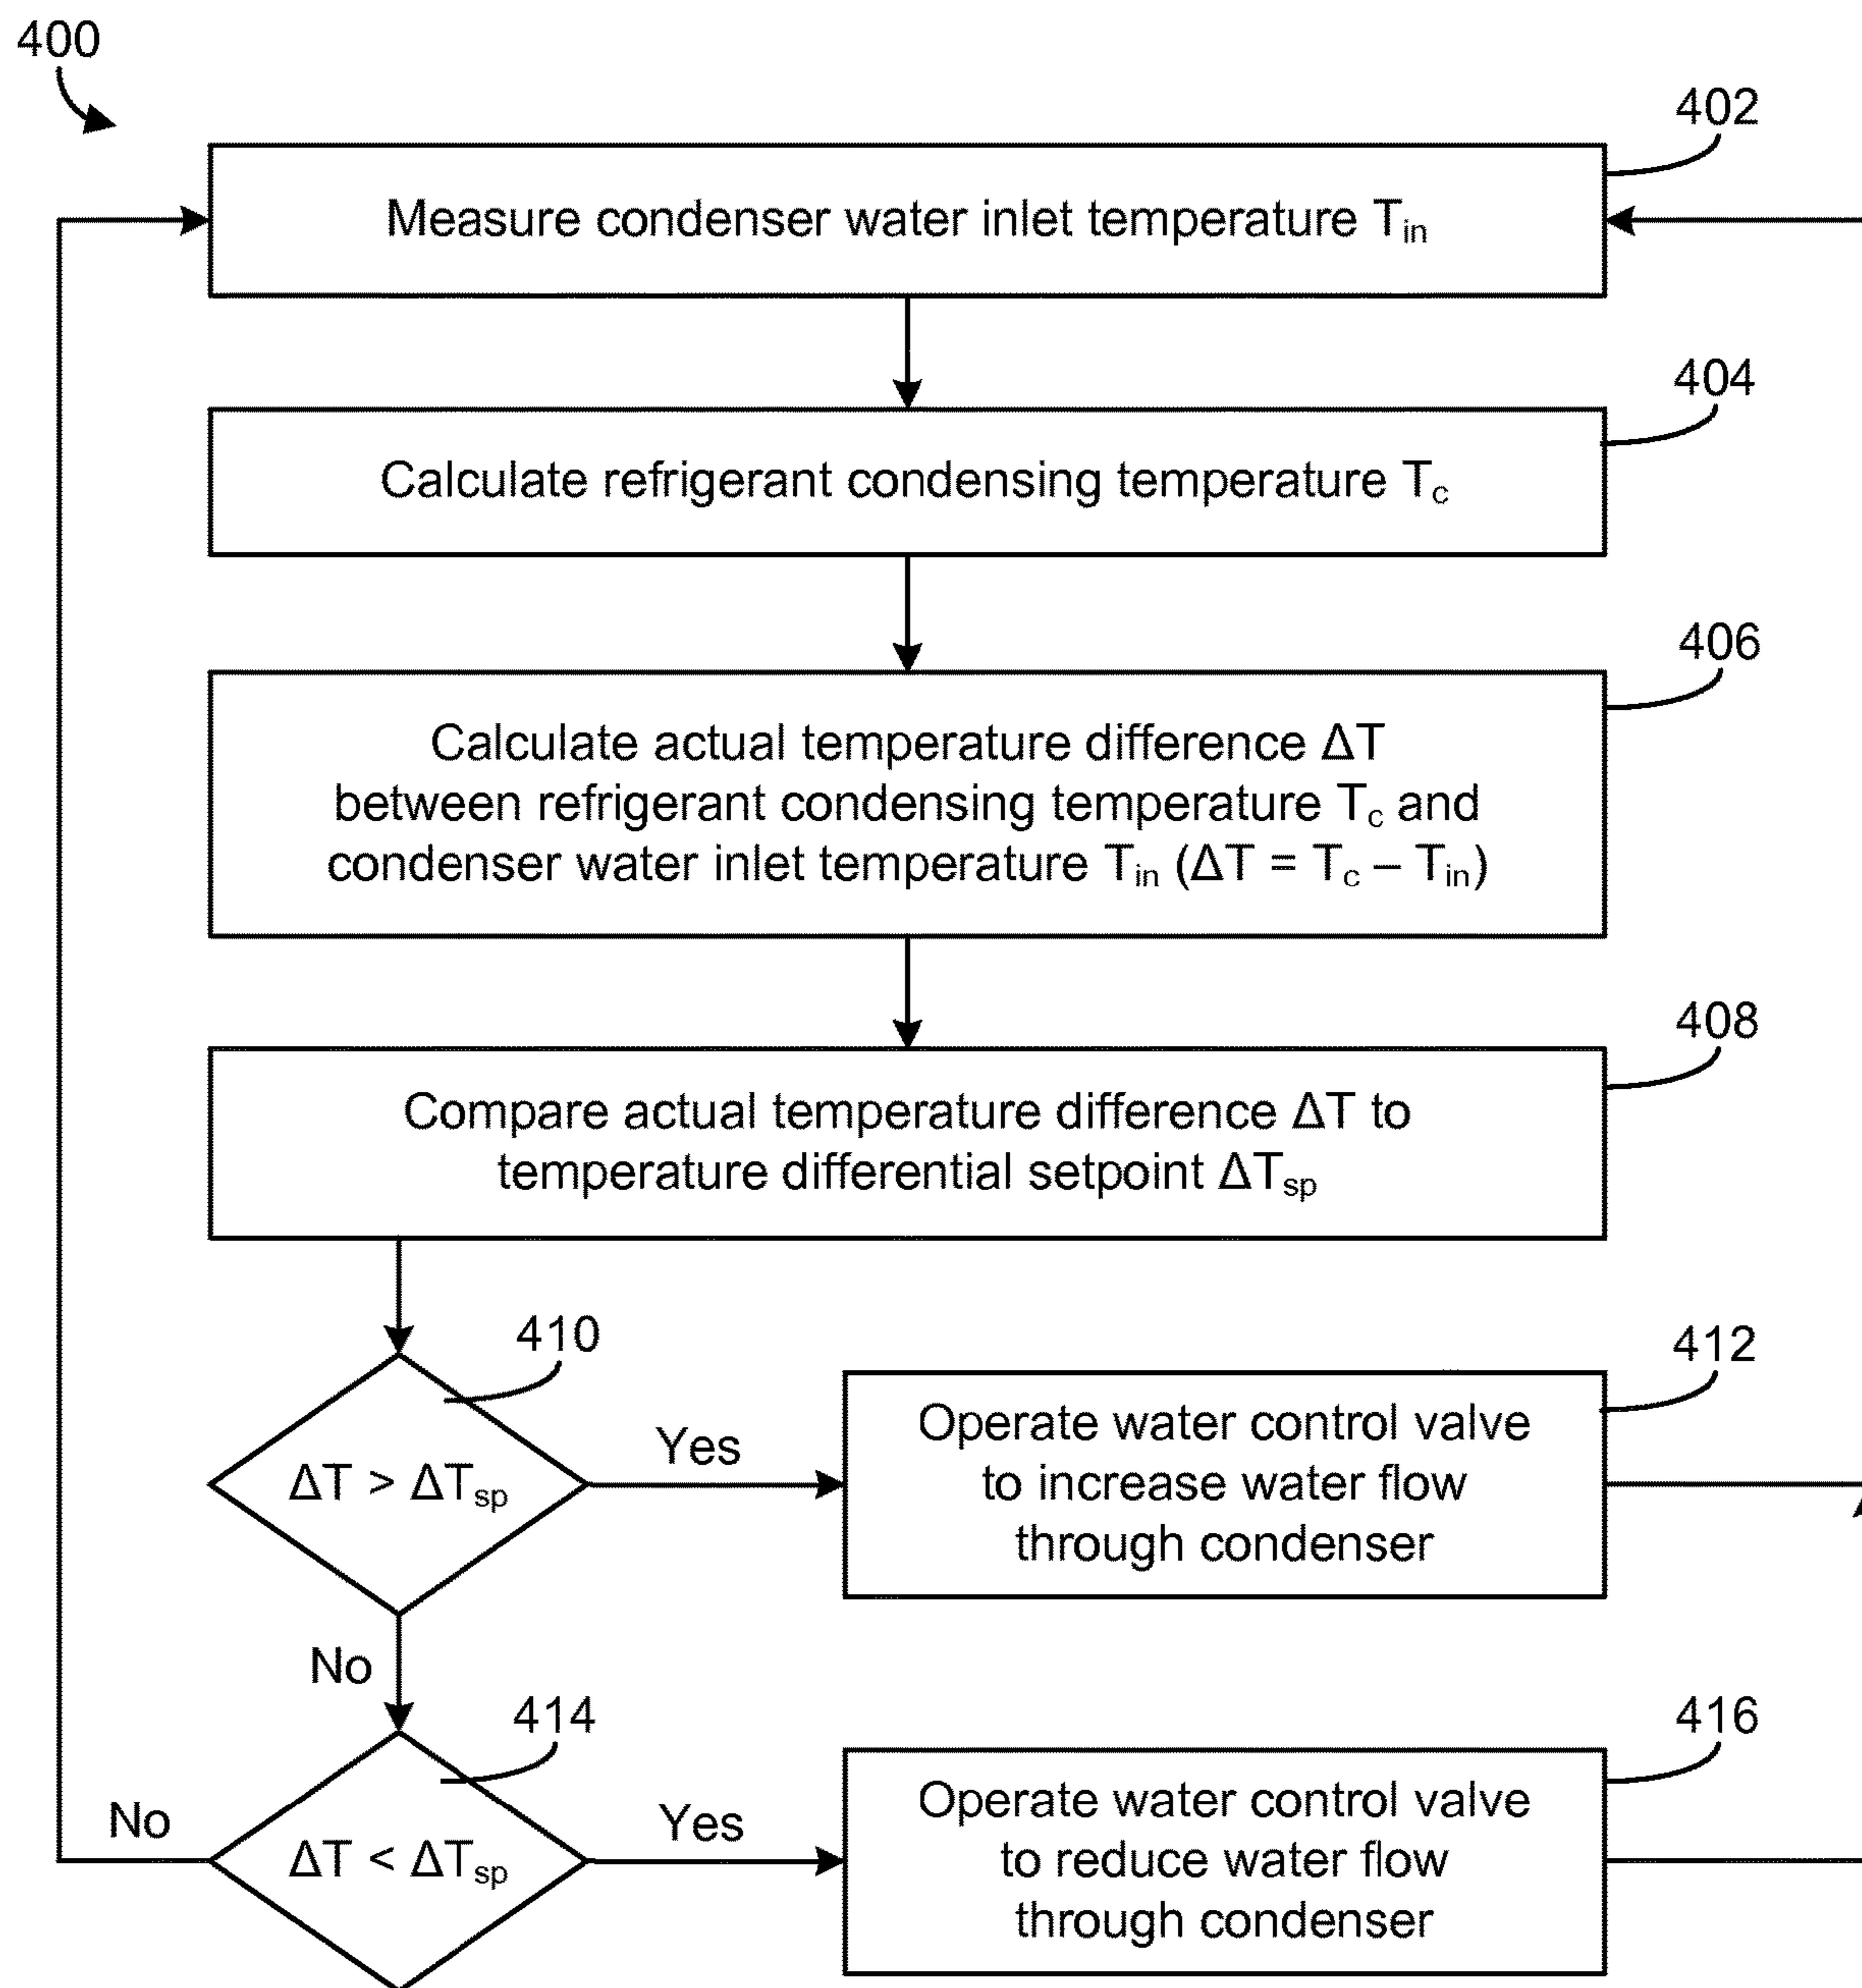 400
402
Measure condenser water inlet temperature Tin
404
Calculate refrigerant condensing temperature Tc
406
Calculate actual temperature difference ΔT
between refrigerant condensing temperature Tc and
condenser water inlet temperature Tin (ΔT = Tc – Tin)
408
Compare actual temperature difference ΔT to
temperature differential setpoint ΔTsp
410
ΔT > ΔTsp
Yes
412
Operate water control valve
to increase water flow
through condenser
No
414
ΔT < ΔTsp
No
Yes
416
Operate water control valve
to reduce water flow
through condenser